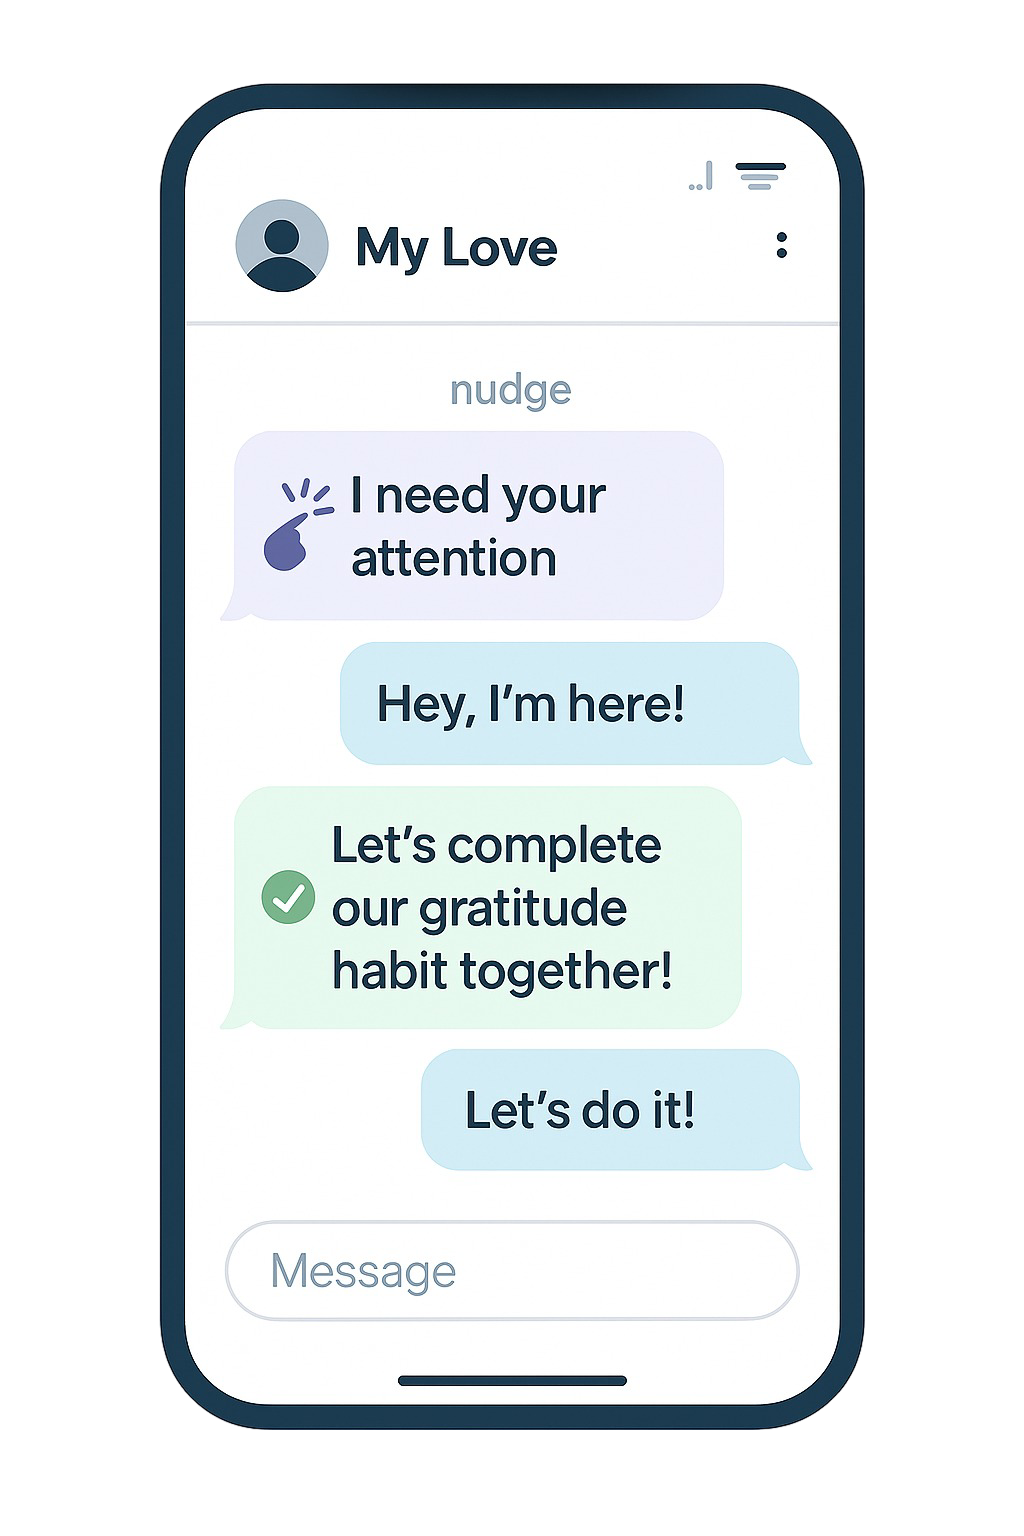 My Love
nudge
I need your
attention
Hey, I’m here!
Let’s complete
our gratitude
habit together!
Let’s do it!
Message